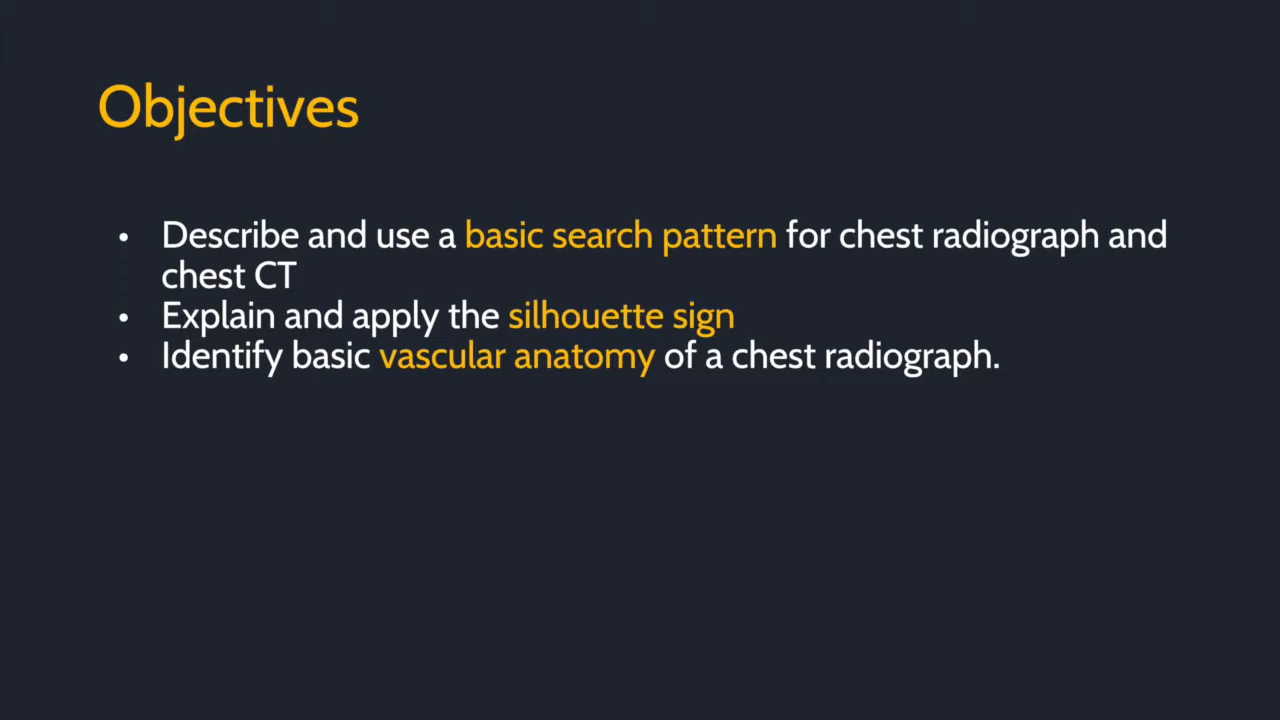 Objectives
• Describe and use a basic search pattern for chest radiograph and
chest CT
• Explain and apply the silhouette sign
• Identify basic vascular anatomy of a chest radiograph.